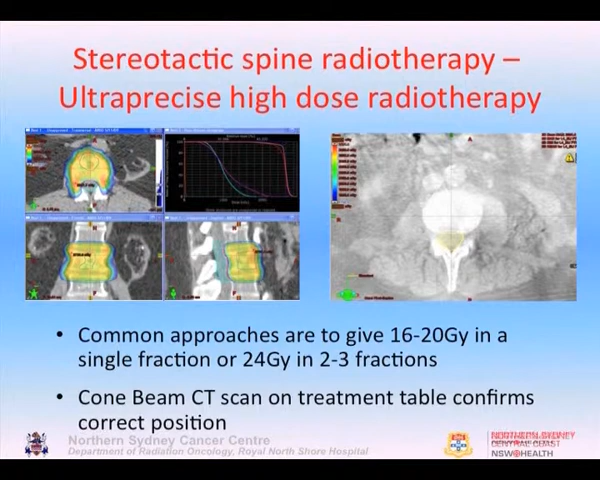 Stereotactic spine radiotherapy –
Ultraprecise high dose radiotherapy
• Common approaches are to give 16-20Gy in a
single fraction or 24Gy in 2-3 fractions
• Cone Beam CT scan on treatment table confirms
correct position
Northern Sydney Cancer Centre
Department of Radiation Oncology, Royal North Shore Hospital
NORTHERN SYDNEY
CENTRAL COAST
NSW HEALTH